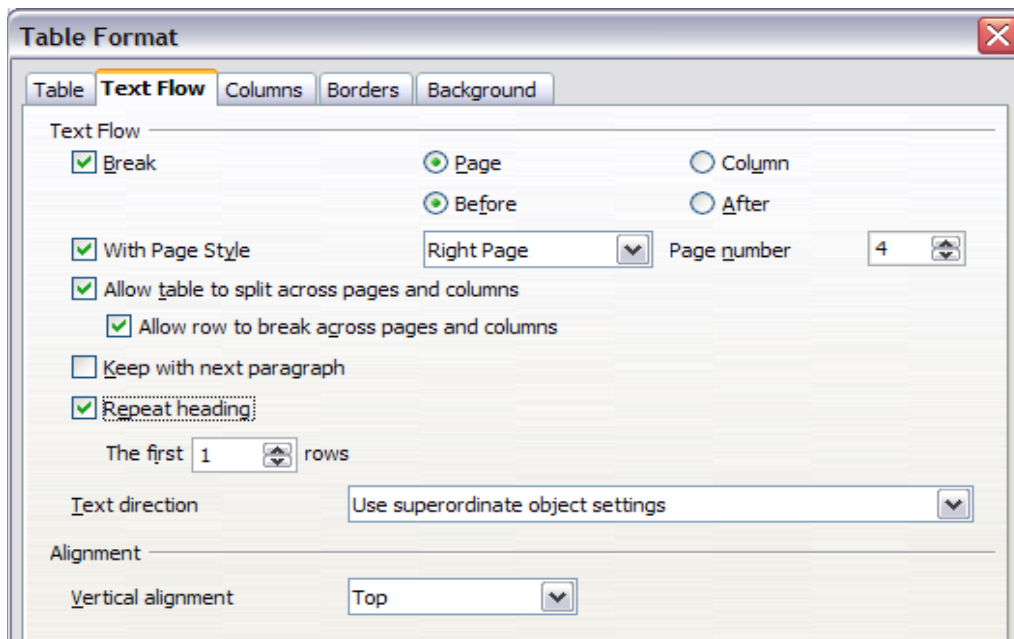 Table Format
Table Text Flow Columns Borders Background
Text Flow
Break Page Column
Before After
With Page Style Right Page Page number 4
Allow table to split across pages and columns
Allow row to break across pages and columns
Keep with next paragraph
Repeat heading
The first 1 rows
Text direction Use superordinate object settings
Alignment
Vertical alignment Top